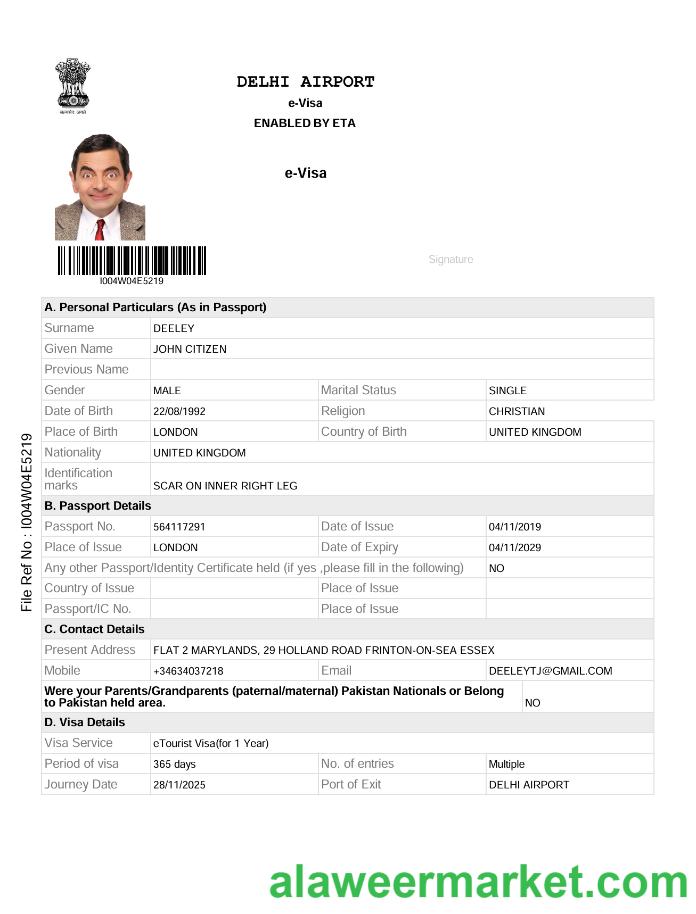 DELHI AIRPORT
e-Visa
ENABLED BY ETA
e-Visa
I004W04E5219
Signature
File Ref No : I004W04E5219
A. Personal Particulars (As in Passport)
Surname DEELEY
Given Name JOHN CITIZEN
Previous Name
Gender MALE Marital Status SINGLE
Date of Birth 22/08/1992 Religion CHRISTIAN
Place of Birth LONDON Country of Birth UNITED KINGDOM
Nationality UNITED KINGDOM
Identification
marks SCAR ON INNER RIGHT LEG
B. Passport Details
Passport No. 564117291 Date of Issue 04/11/2019
Place of Issue LONDON Date of Expiry 04/11/2029
Any other Passport/Identity Certificate held (if yes ,please fill in the following) NO
Country of Issue Place of Issue
Passport/IC No. Place of Issue
C. Contact Details
Present Address FLAT 2 MARYLANDS, 29 HOLLAND ROAD FRINTON-ON-SEA ESSEX
Mobile +34634037218 Email DEELEYTJ@GMAIL.COM
Were your Parents/Grandparents (paternal/maternal) Pakistan Nationals or Belong
to Pakistan held area. NO
D. Visa Details
Visa Service eTourist Visa(for 1 Year)
Period of visa 365 days No. of entries Multiple
Journey Date 28/11/2025 Port of Exit DELHI AIRPORT
alaweermarket.com